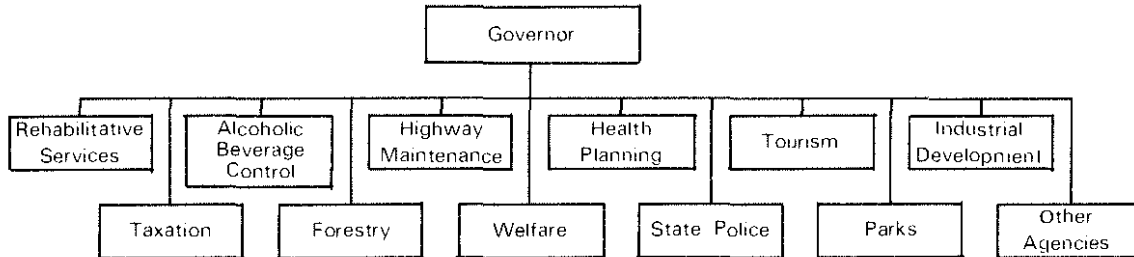 Governor
Rehabilitative
Services
Alcoholic
Beverage
Control
Highway
Maintenance
Health
Planning
Tourism
Industrial
Development
Taxation
Forestry
Welfare
State Police
Parks
Other
Agencies